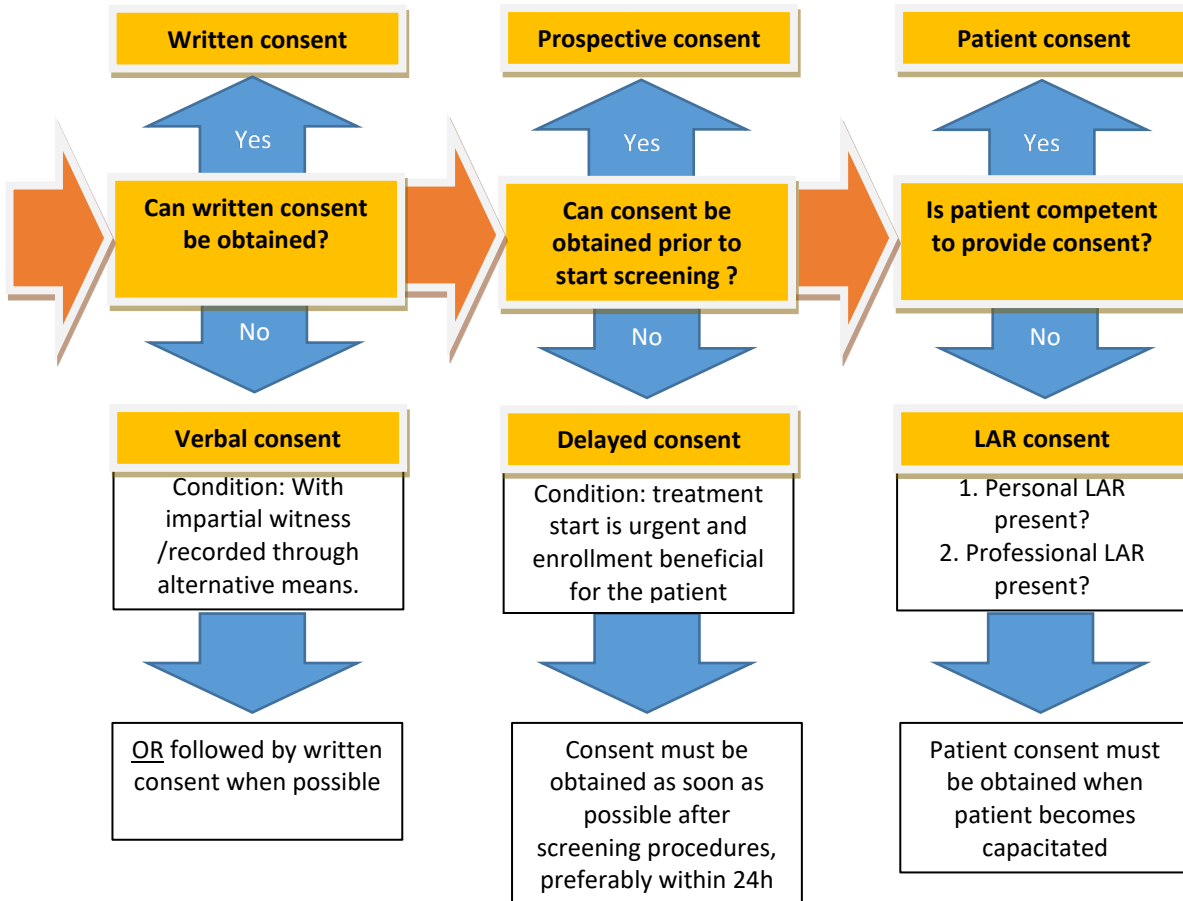 Written consent
Yes
Can written consent
be obtained?
No
Verbal consent
Condition: With
impartial witness
/recorded through
alternative means.
OR followed by written
consent when possible
Prospective consent
Yes
Can consent be
obtained prior to
start screening ?
No
Delayed consent
Condition: treatment
start is urgent and
enrollment beneficial
for the patient
Consent must be
obtained as soon as
possible after
screening procedures,
preferably within 24h
Patient consent
Yes
Is patient competent
to provide consent?
No
LAR consent
1. Personal LAR
present?
2. Professional LAR
present?
Patient consent must
be obtained when
patient becomes
capacitated